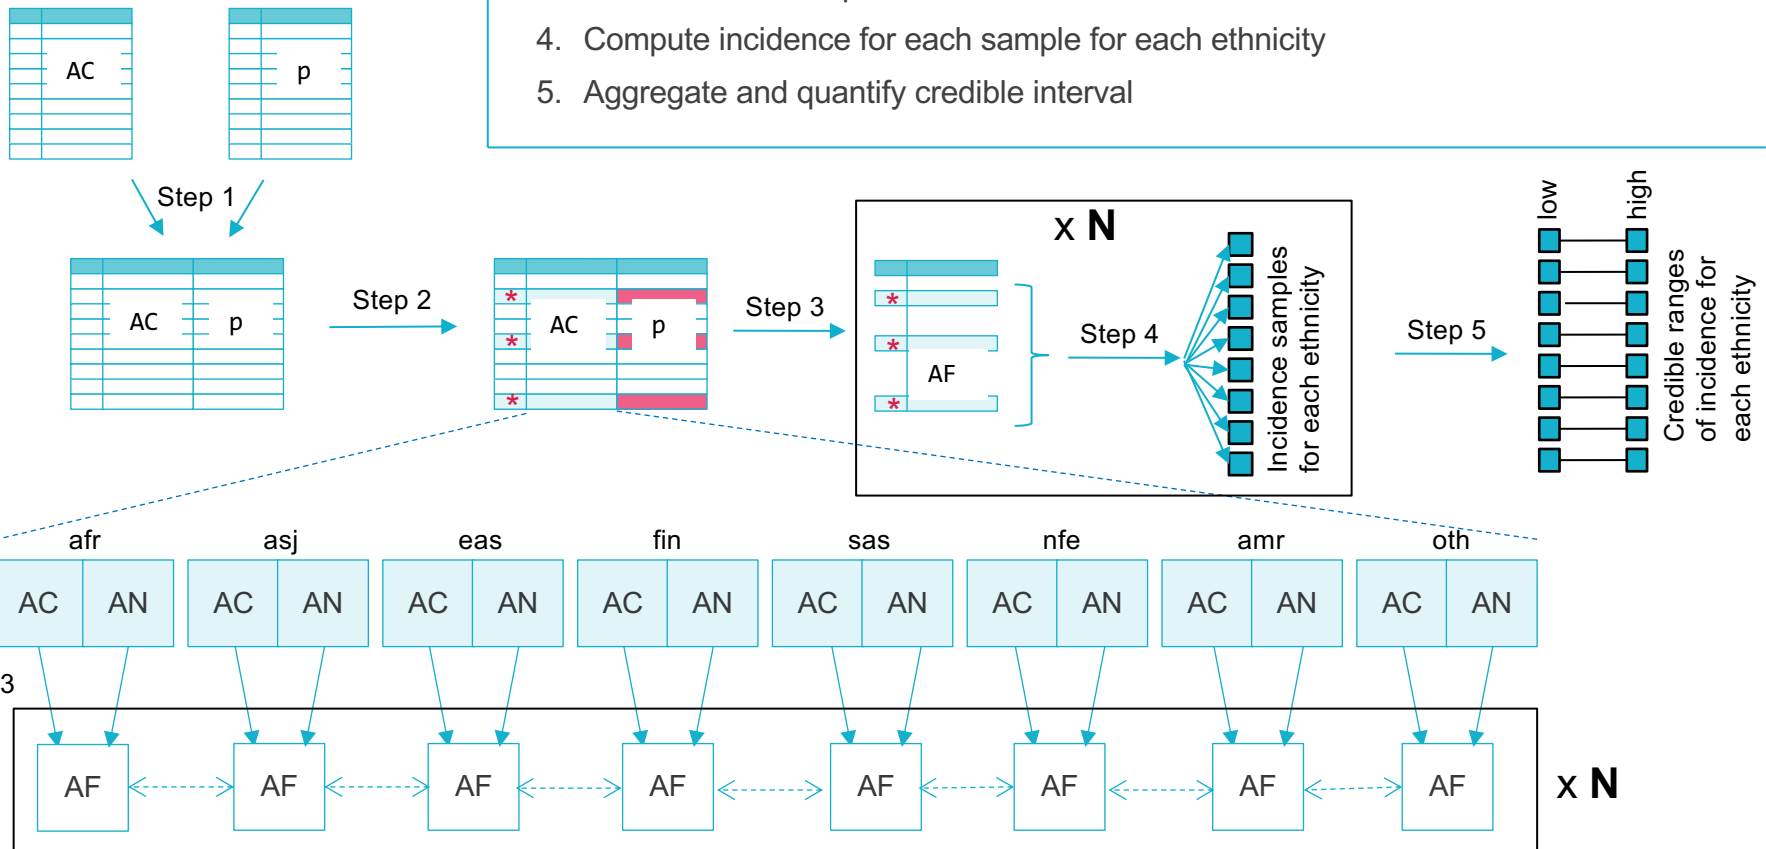 4. Compute incidence for each sample for each ethnicity
5. Aggregate and quantify credible interval
AC
p
Step 1
AC
p
Step 2
*
*
*
AC
p
Step 3
x N
*
*
*
AF
Step 4
Incidence samples
for each ethnicity
Step 5
low
high
Credible ranges
of incidence for
each ethnicity
afr
asj
eas
fin
sas
nfe
amr
oth
AC AN
AC AN
AC AN
AC AN
AC AN
AC AN
AC AN
AC AN
3
AF
AF
AF
AF
AF
AF
AF
AF
x N